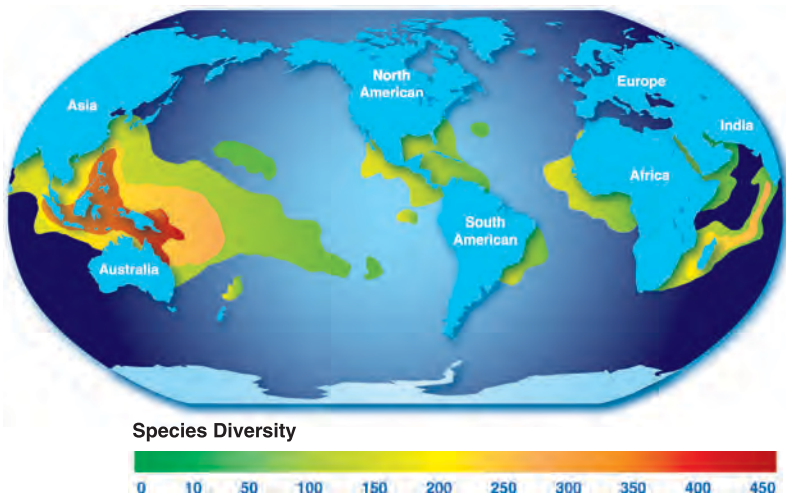 North
American
Europe
Asia
India
Africa
South
American
Australia
Species Diversity
0 10 50 100 150 200 250 300 350 400 450